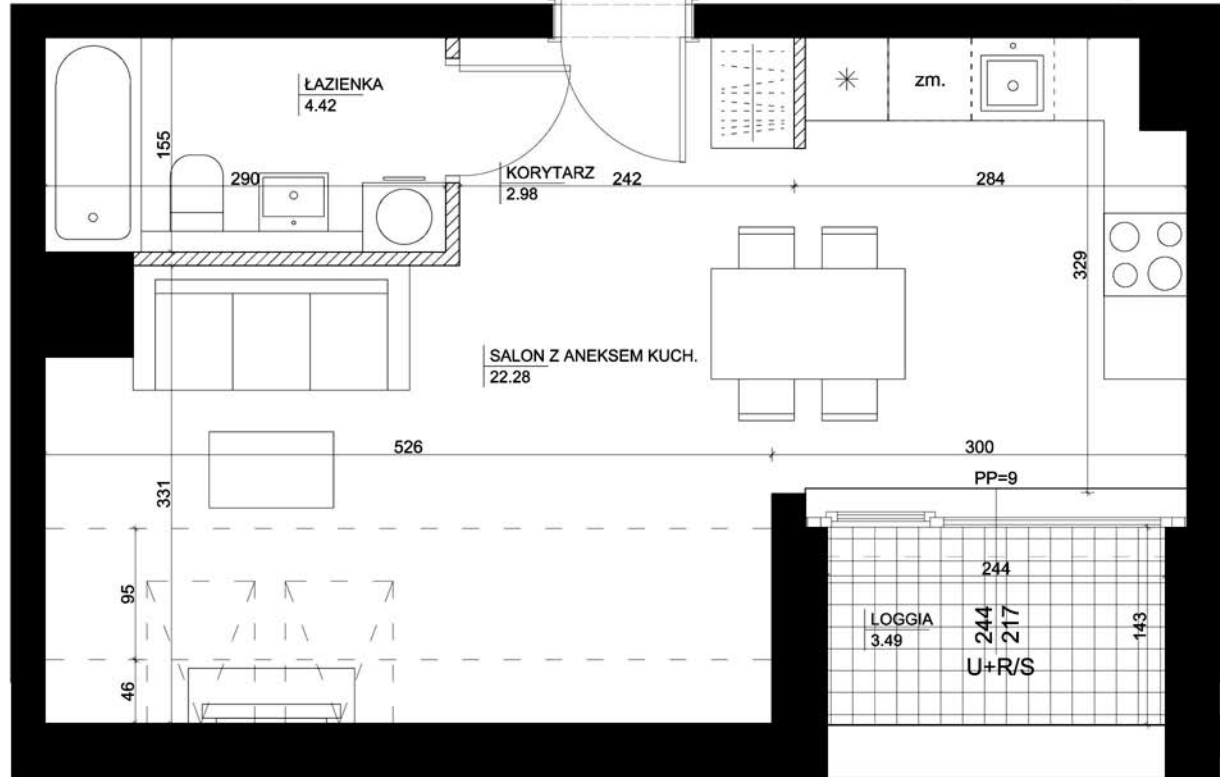 ŁAZIENKA
4.42
zm.
155
290
KORYTARZ
2.98
242
284
329
SALON Z ANEKSEM KUCH.
22.28
526
300
331
PP=9
95
46
244
LOGGIA
3.49
244
217
143
U+R/S